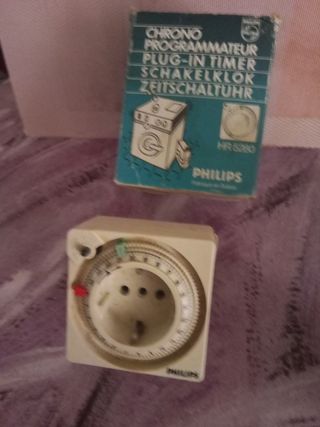 CHRONO
PROGRAMMATEUR
PLUG-IN TIMER
SCHAKELKLOK
ZEITSCHALTUHR
HR 5280
PHILIPS
PHILIPS